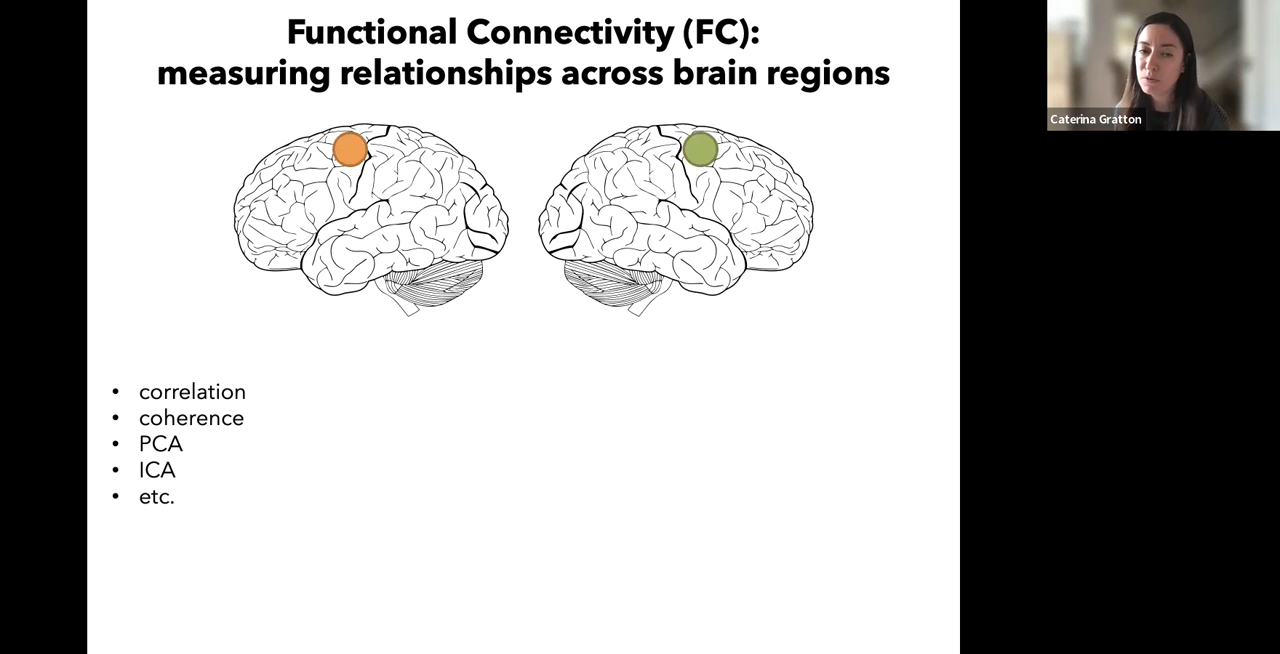 Functional Connectivity (FC):
measuring relationships across brain regions
Caterina Gratton
• correlation
• coherence
• PCA
• ICA
• etc.